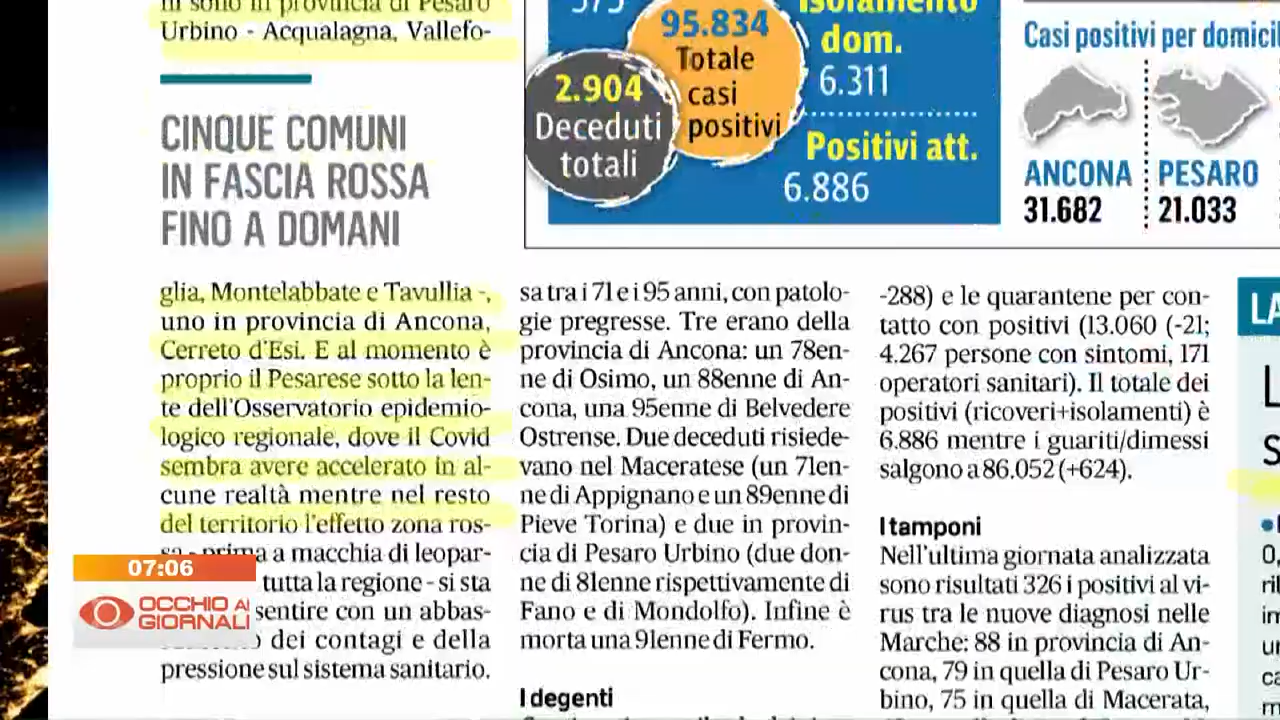 ni sono in provincia di Pesaro
Urbino - Acqualagna, Vallefo-
CINQUE COMUNI
IN FASCIA ROSSA
FINO A DOMANI
glia, Montelabbate e Tavullia -,
uno in provincia di Ancona,
Cerreto d'Esi. E al momento è
proprio il Pesarese sotto la len-
te dell'Osservatorio epidemio-
logico regionale, dove il Covid
sembra avere accelerato in al-
cune realtà mentre nel resto
del territorio l'effetto zona ros-
sa - prima a macchia di leopar-
tutta la regione - si sta
sentire con un abbas-
dei contagi e della
pressione sul sistema sanitario.
95.834
Totale
casi
positivi
2.904
Deceduti
totali
Isolamento
dom.
6.311
Positivi att.
6.886
Casi positivi per domicil
ANCONA
31.682
PESARO
21.033
sa tra i 71 e i 95 anni, con patolo-
gie pregresse. Tre erano della
provincia di Ancona: un 78en-
ne di Osimo, un 88enne di An-
cona, una 95enne di Belvedere
Ostrense. Due deceduti risiede-
vano nel Maceratese (un 71en-
ne di Appignano e un 89enne di
Pieve Torina) e due in provin-
cia di Pesaro Urbino (due don-
ne di 81enne rispettivamente di
Fano e di Mondolfo). Infine è
morta una 91enne di Fermo.
I degenti
-288) e le quarantene per con-
tatto con positivi (13.060 (-21;
4.267 persone con sintomi, 171
operatori sanitari). Il totale dei
positivi (ricoveri+isolamenti) è
6.886 mentre i guariti/dimessi
salgono a 86.052 (+624).
I tamponi
Nell'ultima giornata analizzata
sono risultati 326 i positivi al vi-
rus tra le nuove diagnosi nelle
Marche: 88 in provincia di An-
cona, 79 in quella di Pesaro Ur-
bino, 75 in quella di Macerata,
LA
07:06
OCCHIO AI
GIORNALI